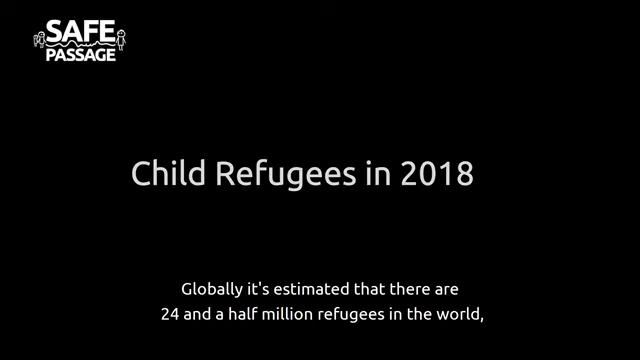 SAFE
PASSAGE
Child Refugees in 2018
Globally it's estimated that there are
24 and a half million refugees in the world,